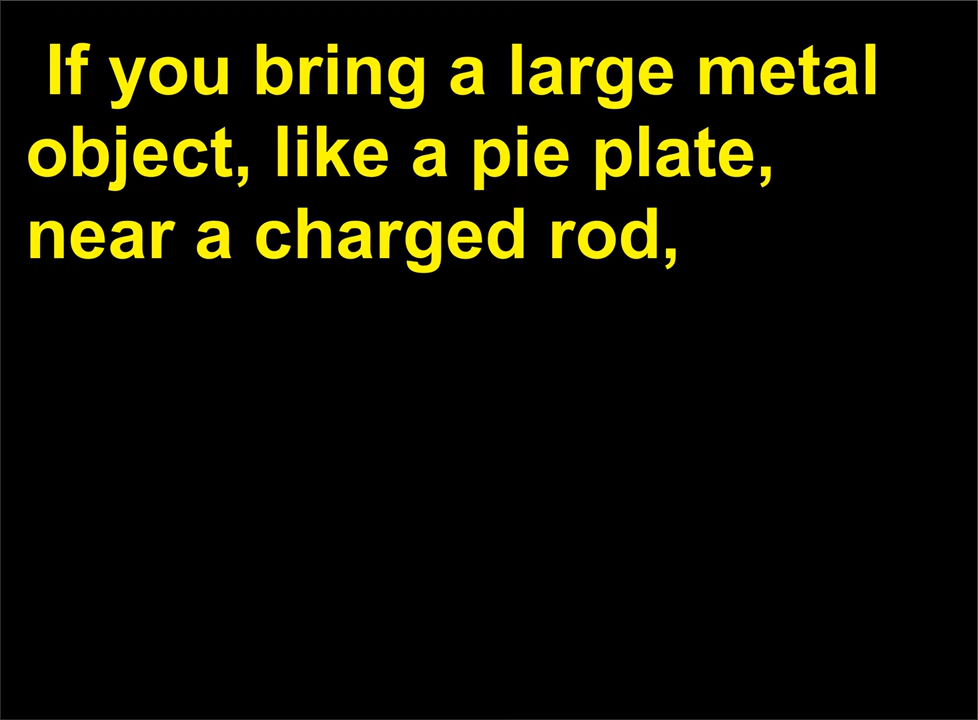 If you bring a large metal
object, like a pie plate,
near a charged rod,